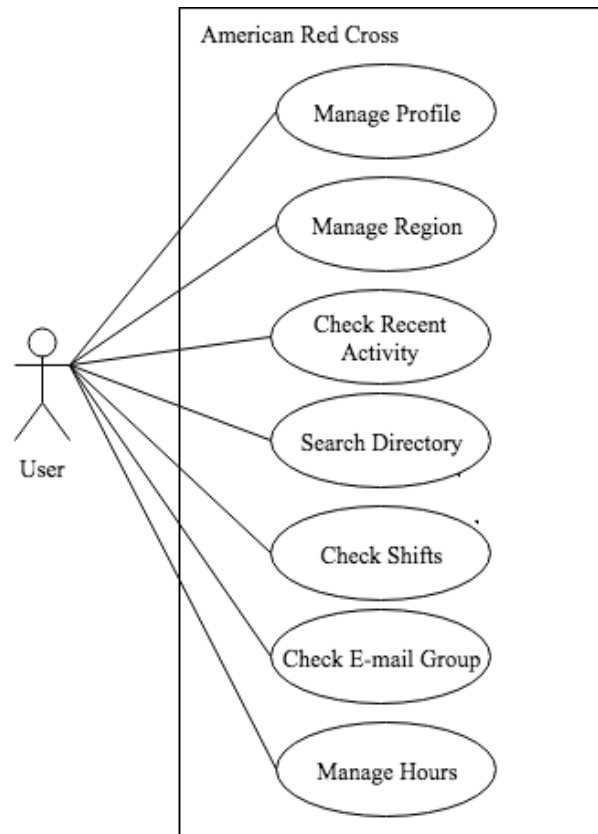 American Red Cross
Manage Profile
Manage Region
Check Recent
Activity
Search Directory
User
Check Shifts
Check E-mail Group
Manage Hours